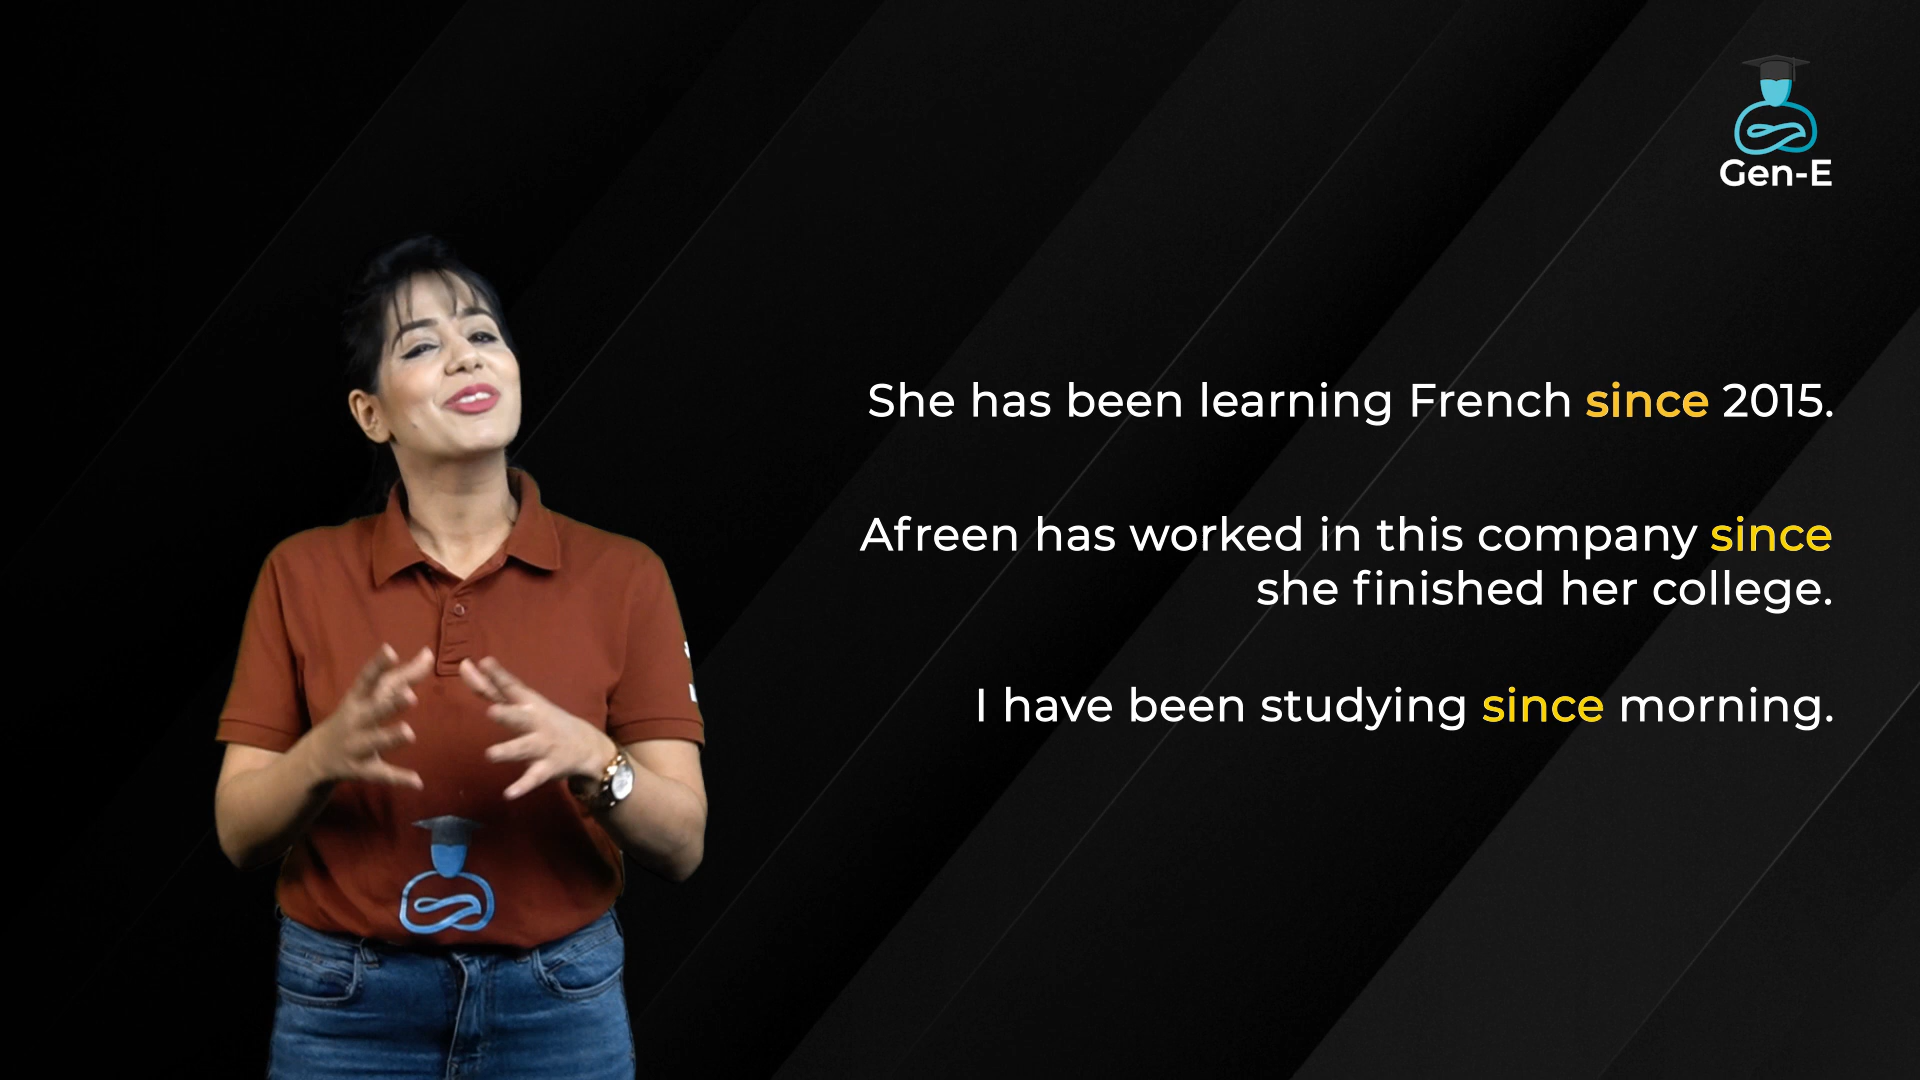 Gen-E
She has been learning French since 2015.
Afreen has worked in this company since
she finished her college.
I have been studying since morning.